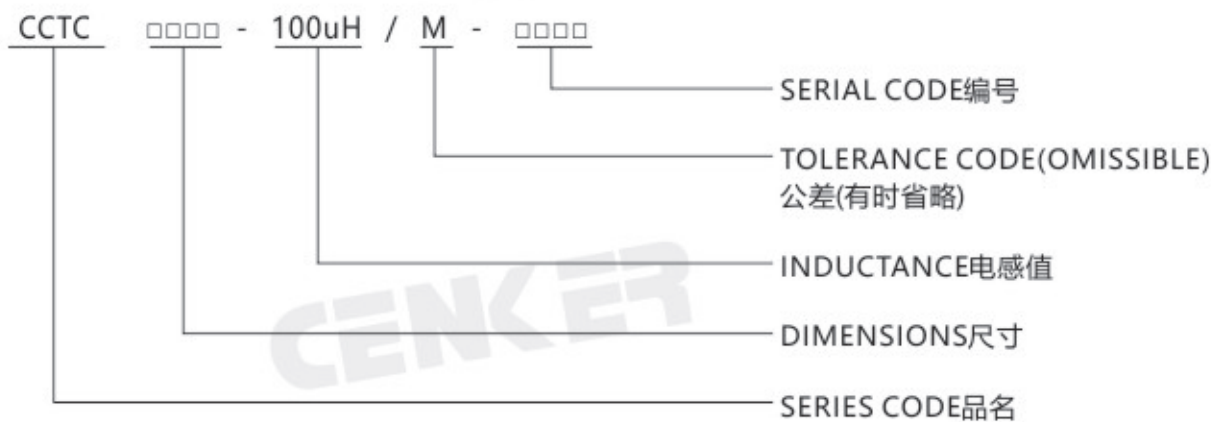 CCTC □□□□ - 100uH / M - □□□□
SERIAL CODE编号
TOLERANCE CODE(OMISSIBLE)
公差(有时省略)
INDUCTANCE电感值
CENKER
DIMENSIONS尺寸
SERIES CODE品名